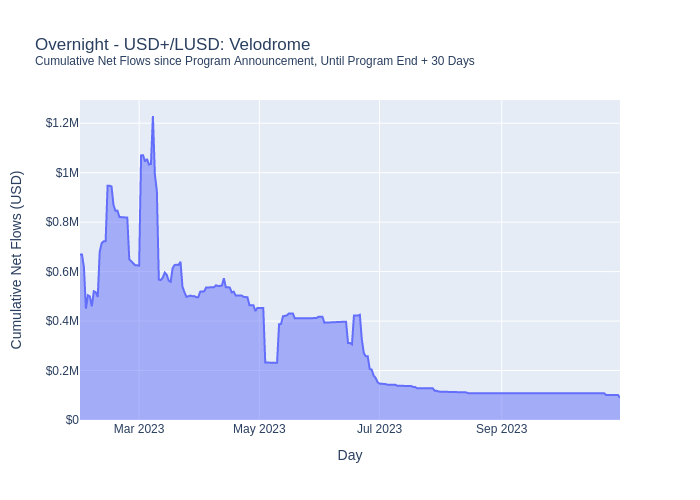 Overnight - USD+/LUSD: Velodrome
Cumulative Net Flows since Program Announcement, Until Program End + 30 Days
Cumulative Net Flows (USD)
$1.2M
$1M
$0.8M
$0.6M
$0.4M
$0.2M
$0
Mar 2023 May 2023 Jul 2023 Sep 2023
Day